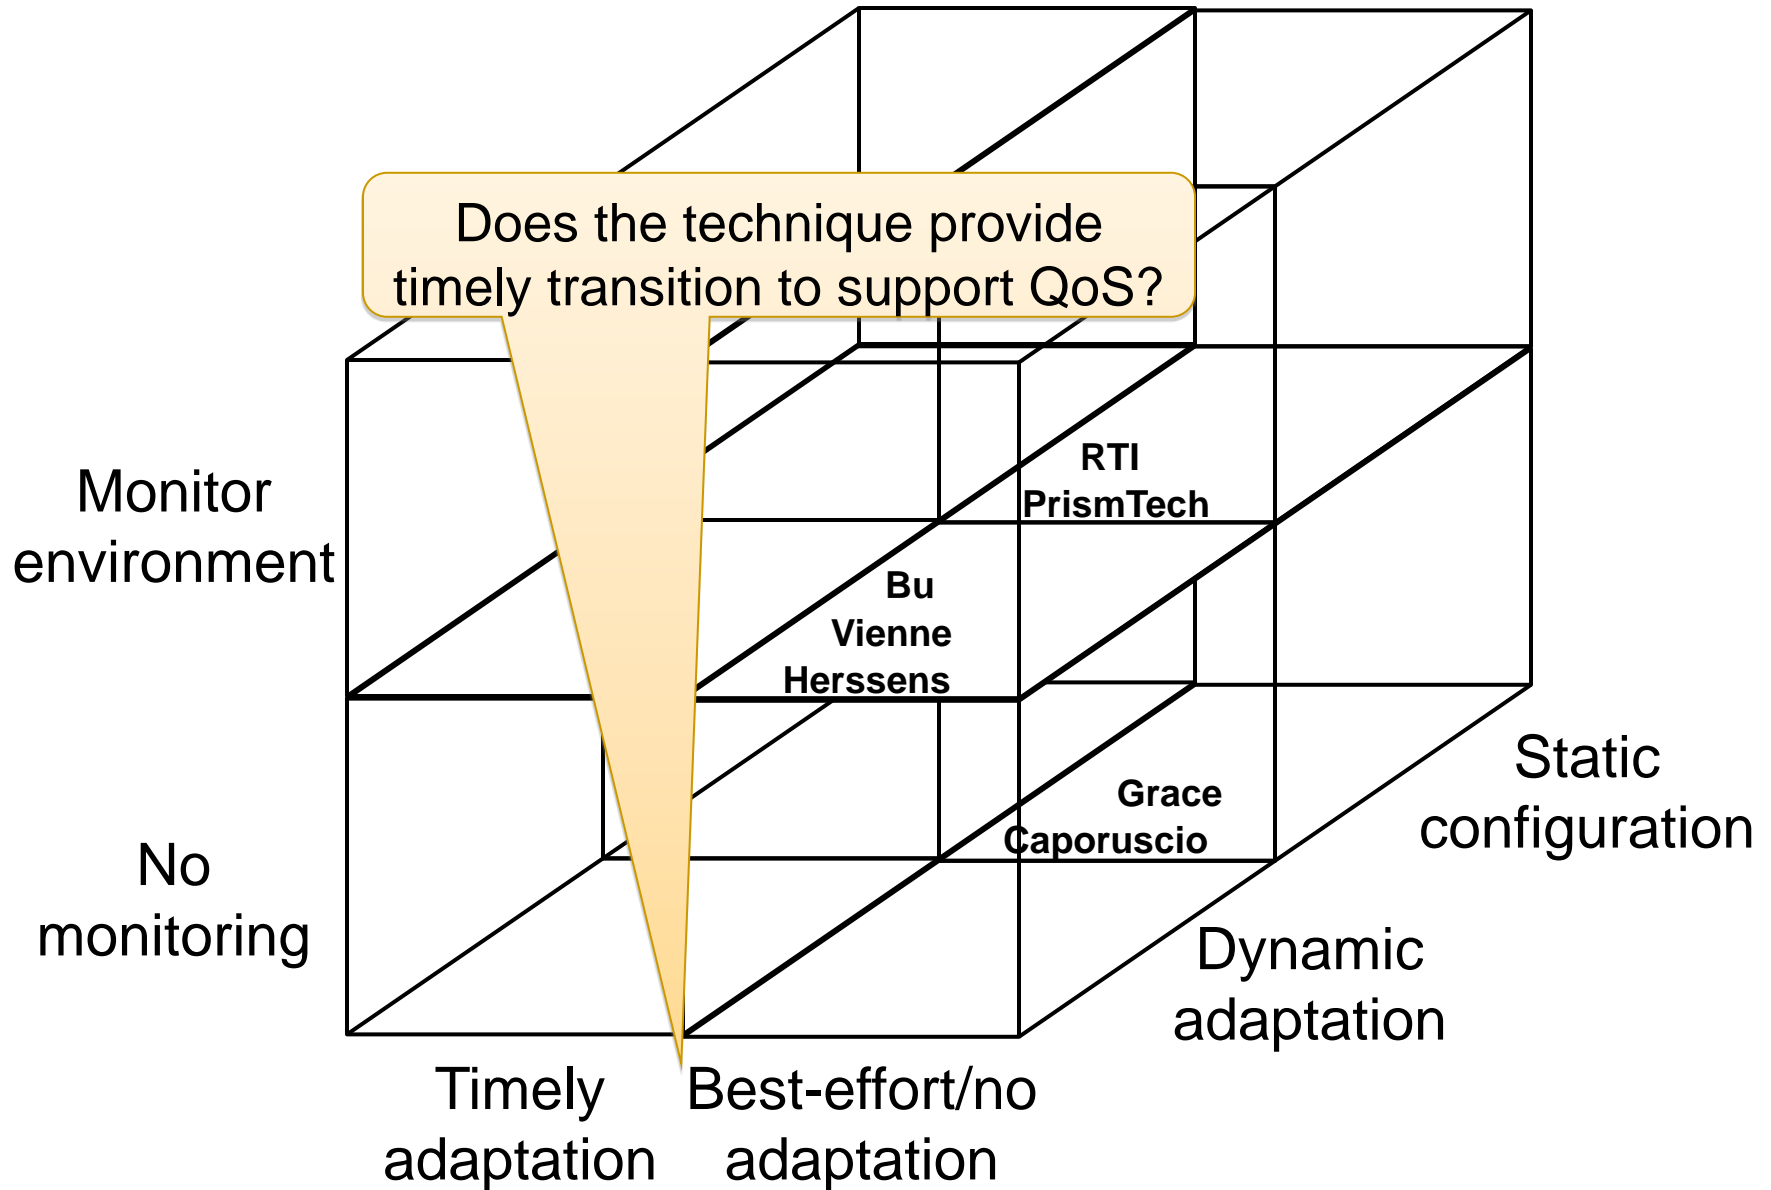 Does the technique provide
timely transition to support QoS?
Monitor
environment
RTI
PrismTech
Bu
Vienne
Herssens
Static
configuration
Grace
Caporuscio
No
monitoring
Dynamic
adaptation
Timely
adaptation
Best-effort/no
adaptation